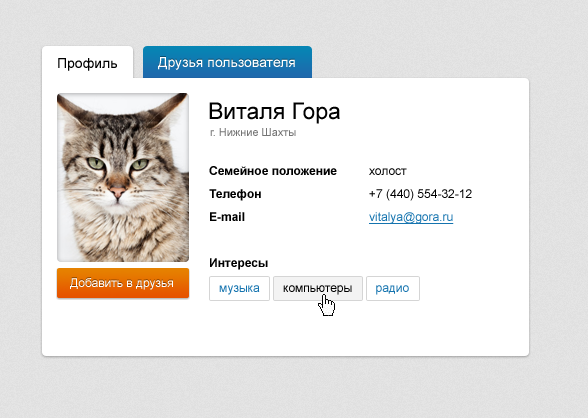 Профиль
Друзья пользователя
Виталя Гора
г. Нижние Шахты
Семейное положение холост
Телефон +7 (440) 554-32-12
E-mail vitalya@gora.ru
Добавить в друзья
Интересы
музыка компьютеры радио